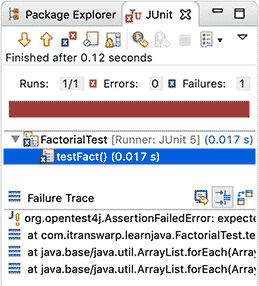 Package Explorer JUnit
Finished after 0.12 seconds
Runs: 1/1 Errors: 0 Failures: 1
FactorialTest [Runner: JUnit 5] (0.017 s)
testFact() (0.017 s)
Failure Trace
org.opentest4j.AssertionFailedError: expecte
at com.itranswarp.learnjava.FactorialTest.te
at java.base/java.util.ArrayList.forEach(Array
at java.base/java.util.ArrayList.forEach(Array